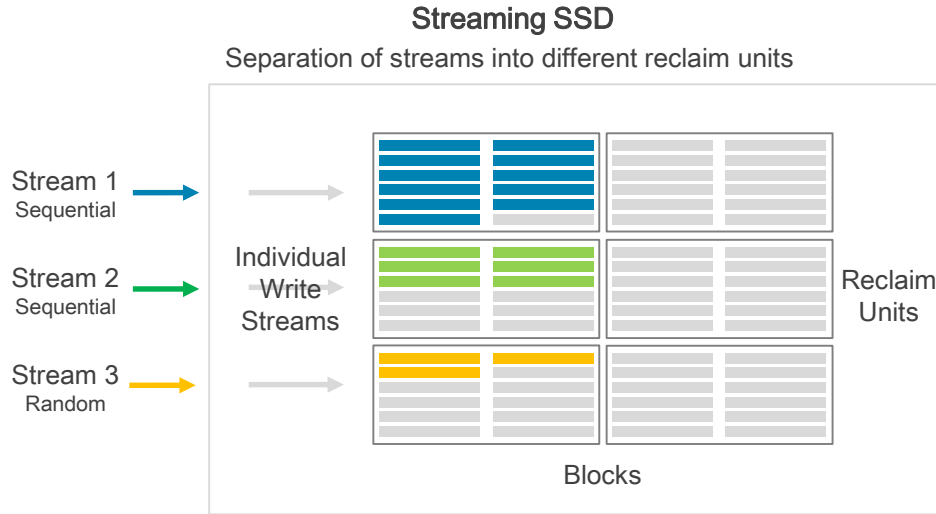 Streaming SSD
Separation of streams into different reclaim units
Stream 1
Sequential
Stream 2
Sequential
Stream 3
Random
Individual
Write
Streams
Reclaim
Units
Blocks